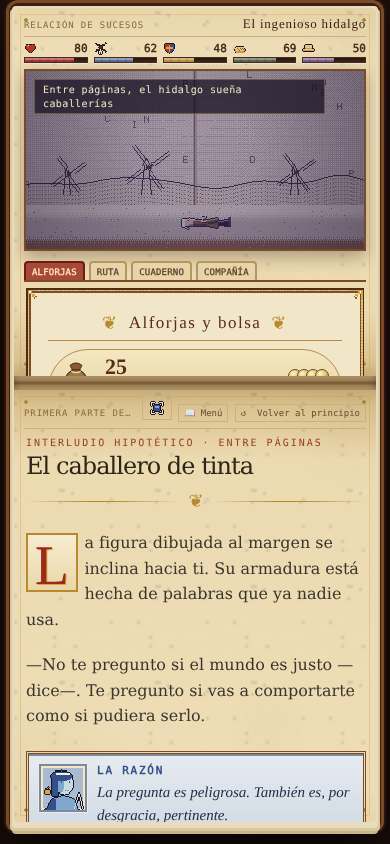 RELACIÓN DE SUCESOS
El ingenioso hidalgo
80 62 48 69 50
Entre páginas, el hidalgo sueña
caballerías
L
H
C I N
E D
P
ALFORJAS RUTA CUADERNO COMPAÑÍA
Alforjas y bolsa
25
PRIMERA PARTE DE… Menú Volver al principio
INTERLUDIO HIPOTÉTICO · ENTRE PÁGINAS
El caballero de tinta
La figura dibujada al margen se
inclina hacia ti. Su armadura está
hecha de palabras que ya nadie
usa.
—No te pregunto si el mundo es justo —
dice—. Te pregunto si vas a comportarte
como si pudiera serlo.
LA RAZÓN
La pregunta es peligrosa. También es, por
desgracia, pertinente.